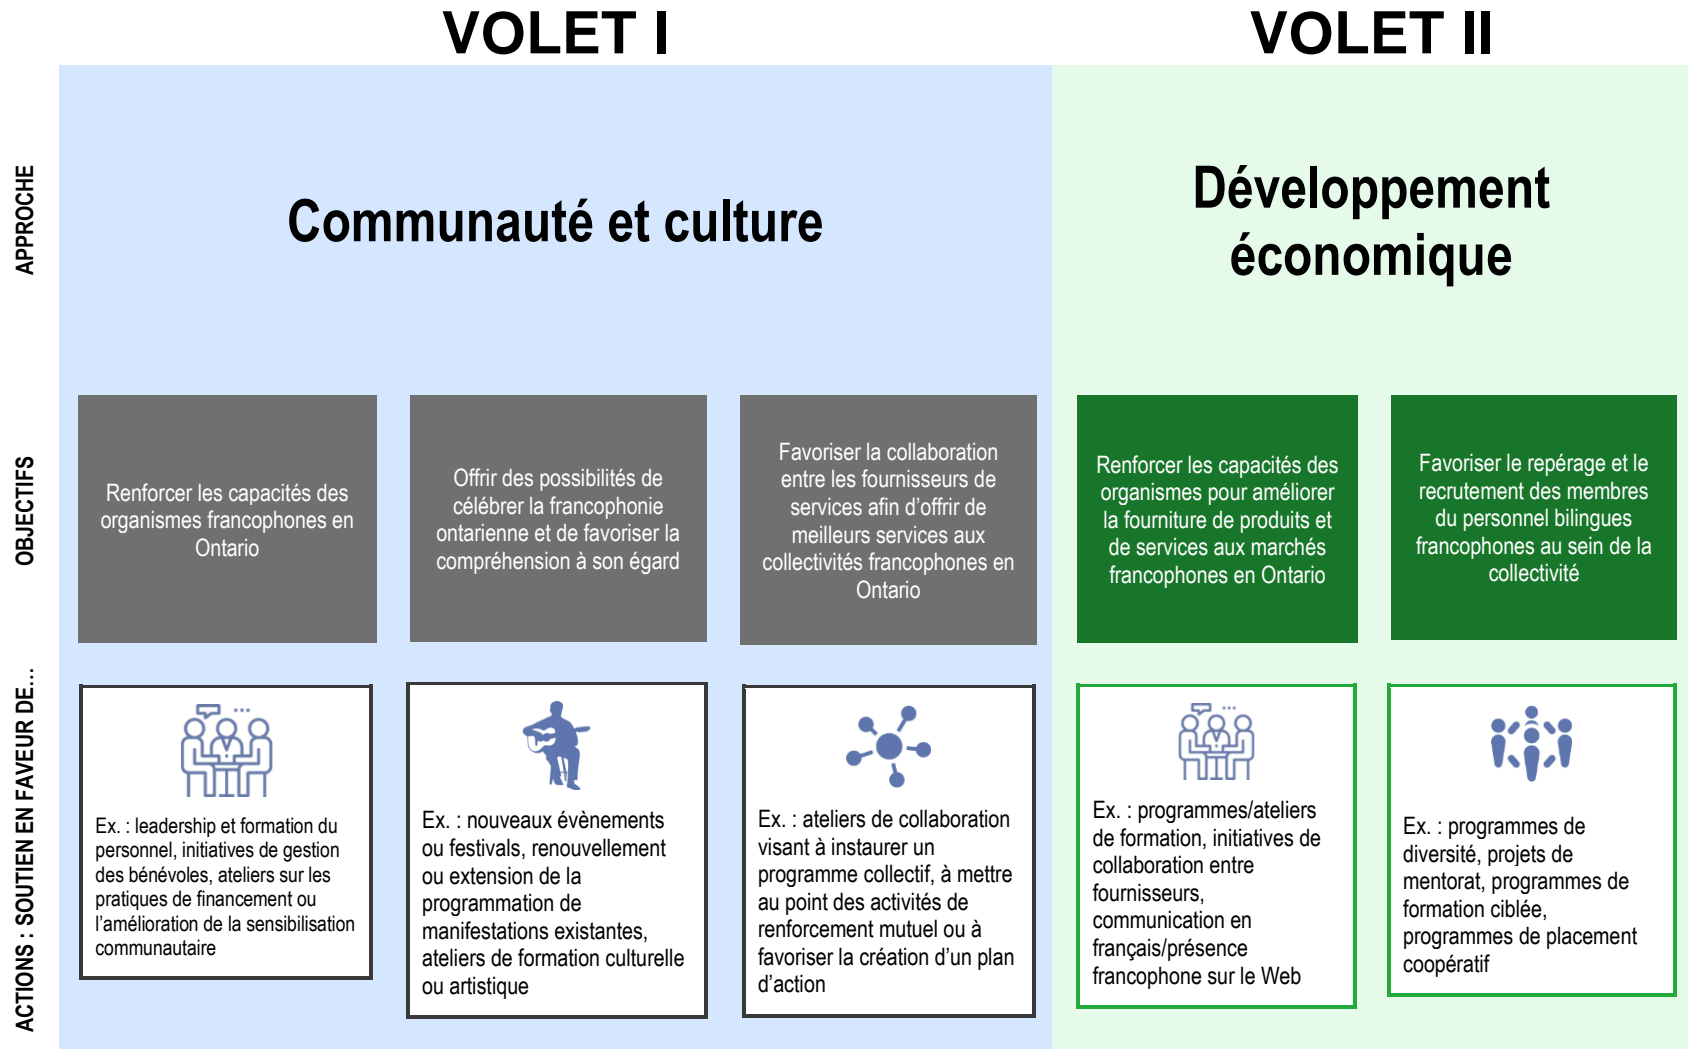 VOLET I
VOLET II
APPROCHE
Communauté et culture
Développement
économique
OBJECTIFS
Renforcer les capacités des
organismes francophones en
Ontario
Offrir des possibilités de
célébrer la francophonie
ontarienne et de favoriser la
compréhension à son égard
Favoriser la collaboration
entre les fournisseurs de
services afin d’offrir de
meilleurs services aux
collectivités francophones en
Ontario
Renforcer les capacités des
organismes pour améliorer
la fourniture de produits et
de services aux marchés
francophones en Ontario
Favoriser le repérage et le
recrutement des membres
du personnel bilingues
francophones au sein de la
collectivité
ACTIONS : SOUTIEN EN FAVEUR DE…
Ex. : leadership et formation du
personnel, initiatives de gestion
des bénévoles, ateliers sur les
pratiques de financement ou
l’amélioration de la sensibilisation
communautaire
Ex. : nouveaux évènements
ou festivals, renouvellement
ou extension de la
programmation de
manifestations existantes,
ateliers de formation culturelle
ou artistique
Ex. : ateliers de collaboration
visant à instaurer un
programme collectif, à mettre
au point des activités de
renforcement mutuel ou à
favoriser la création d’un plan
d’action
Ex. : programmes/ateliers
de formation, initiatives de
collaboration entre
fournisseurs,
communication en
français/présence
francophone sur le Web
Ex. : programmes de
diversité, projets de
mentorat, programmes de
formation ciblée,
programmes de placement
coopératif